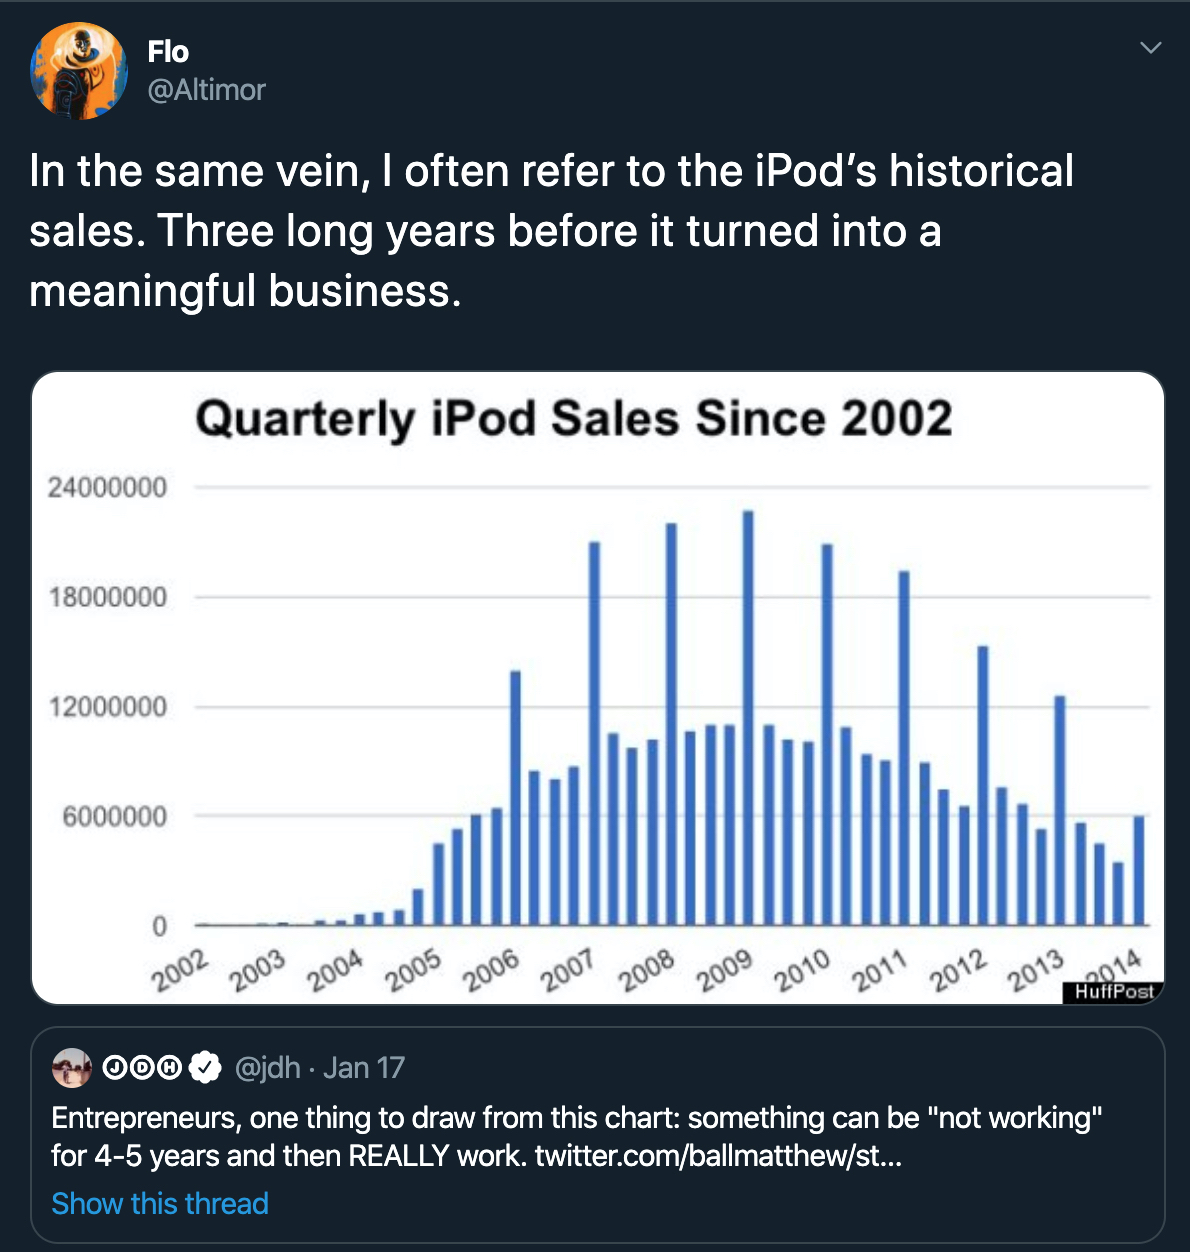 Flo
@Altimor
In the same vein, I often refer to the iPod’s historical
sales. Three long years before it turned into a
meaningful business.
Quarterly iPod Sales Since 2002
24000000
18000000
12000000
6000000
0
2002 2003 2004 2005 2006 2007 2008 2009 2010 2011 2012 2013 2014
HuffPost
ⒿⒹⒽ @jdh · Jan 17
Entrepreneurs, one thing to draw from this chart: something can be "not working"
for 4-5 years and then REALLY work. twitter.com/ballmatthew/st...
Show this thread